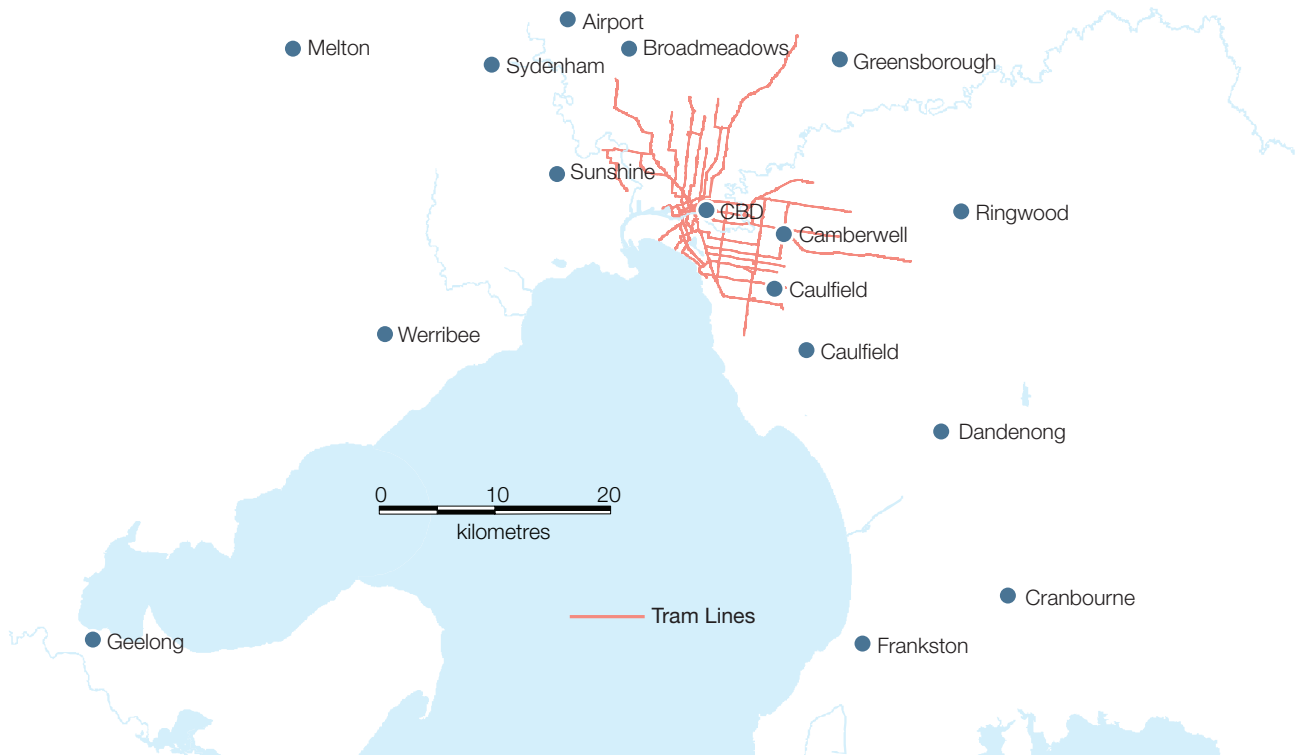 Airport
Melton
Broadmeadows
Sydenham
Greensborough
Sunshine
CBD
Ringwood
Camberwell
Caulfield
Werribee
Caulfield
Dandenong
0 10 20
kilometres
Cranbourne
Tram Lines
Geelong
Frankston